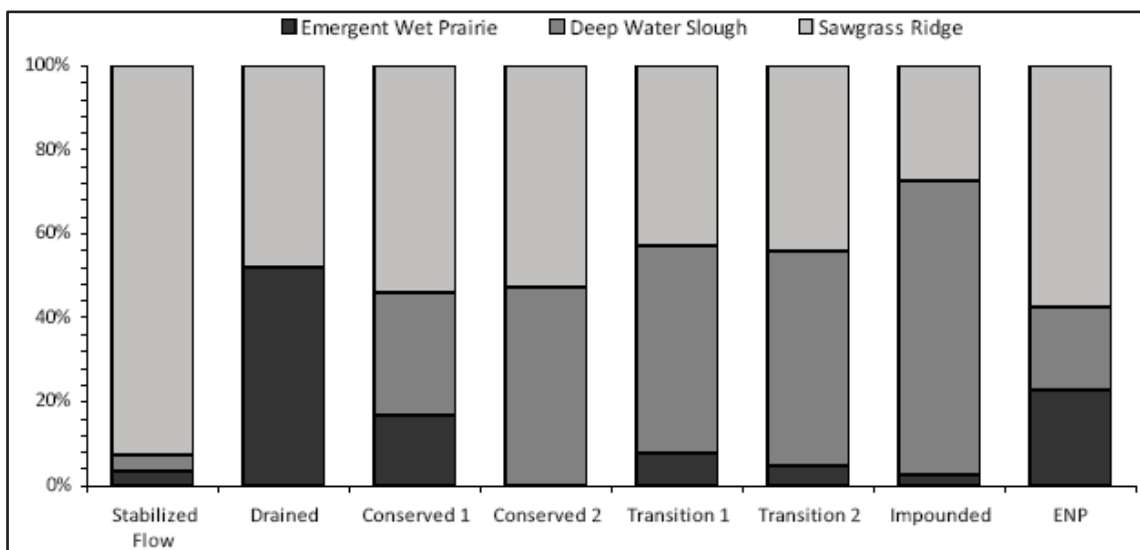 Emergent Wet Prairie Deep Water Slough Sawgrass Ridge
100%
80%
60%
40%
20%
0%
Stabilized Flow
Drained
Conserved 1
Conserved 2
Transition 1
Transition 2
Impounded
ENP